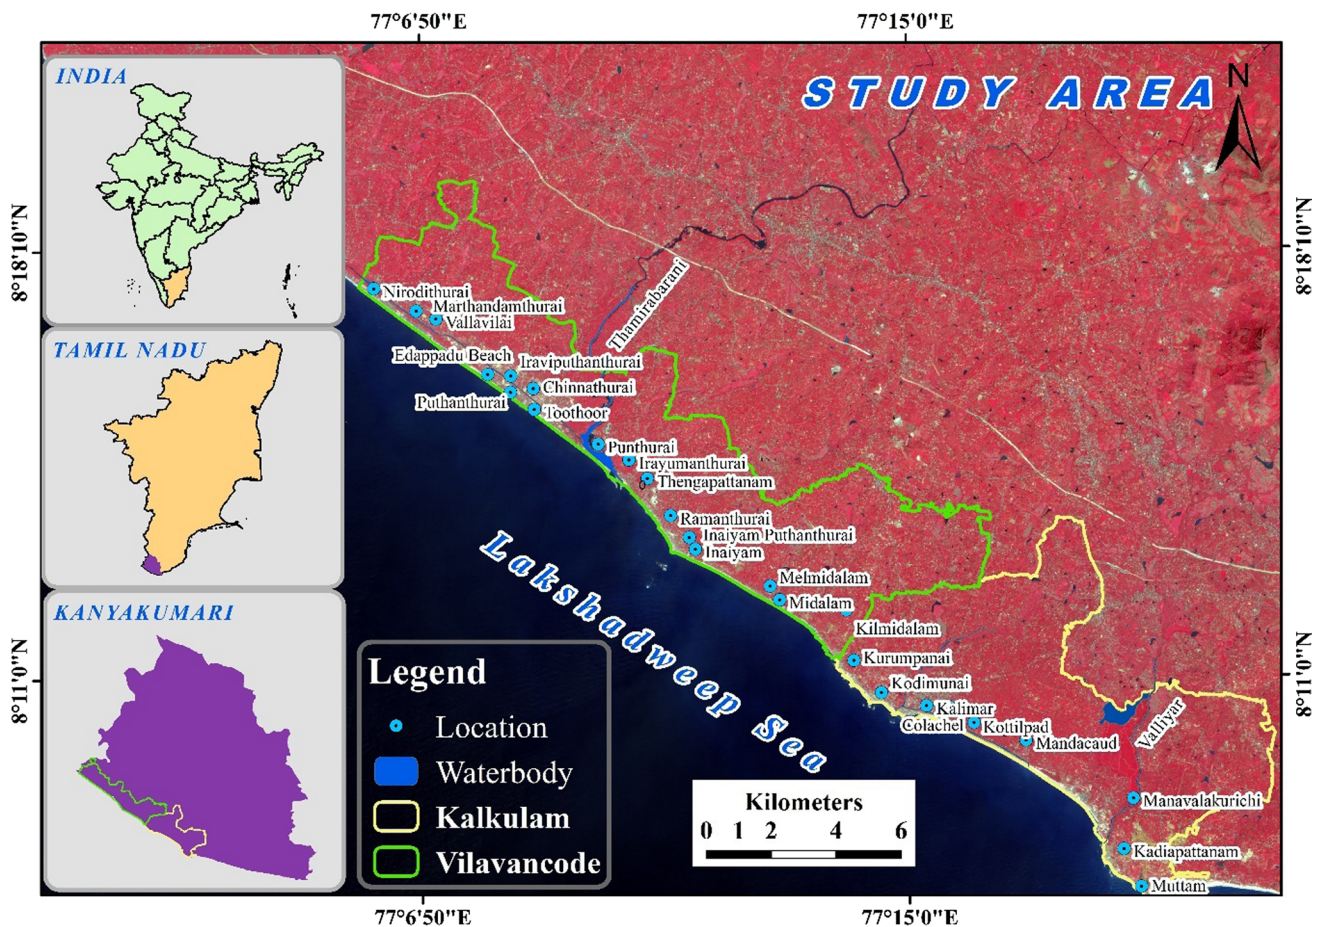 77°6'50"E
77°15'0"E
INDIA
STUDY AREA
N
8°18'10"N
8°18'10"N
Thamirabarani
Nirodithurai
Marthandamthurai
Vallavilai
TAMIL NADU
Edappadu Beach
Iraviputhanthurai
Chinnathurai
Puthanthurai
Toothoor
Punthurai
Irayumanthurai
Thengapattanam
Ramanthurai
Inaiyam Puthanthurai
Inaiyam
Lakshadweep Sea
Melmidalam
Midalam
Kilmidalam
KANYAKUMARI
Kurumpanai
8°11'0"N
8°11'0"N
Kodimunai
Kalimar
Colachel
Kottilpad
Mandacaud
Valliyar
Manavalakurichi
Kadiapattanam
Muttam
Legend
Location
Waterbody
Kalkulam
Vilavancode
Kilometers
0 1 2 4 6
77°6'50"E
77°15'0"E